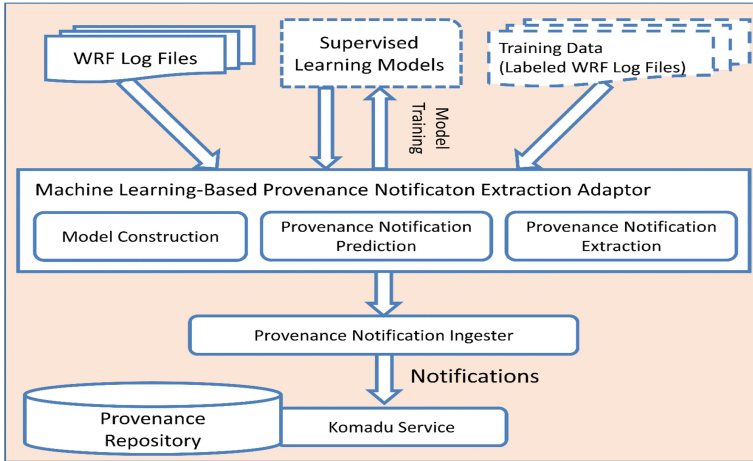 WRF Log Files
Supervised
Learning Models
Training Data
(Labeled WRF Log Files)
Model
Training
Machine Learning-Based Provenance Notificaton Extraction Adaptor
Model Construction
Provenance Notification
Prediction
Provenance Notification
Extraction
Provenance Notification Ingester
Notifications
Provenance
Repository
Komadu Service